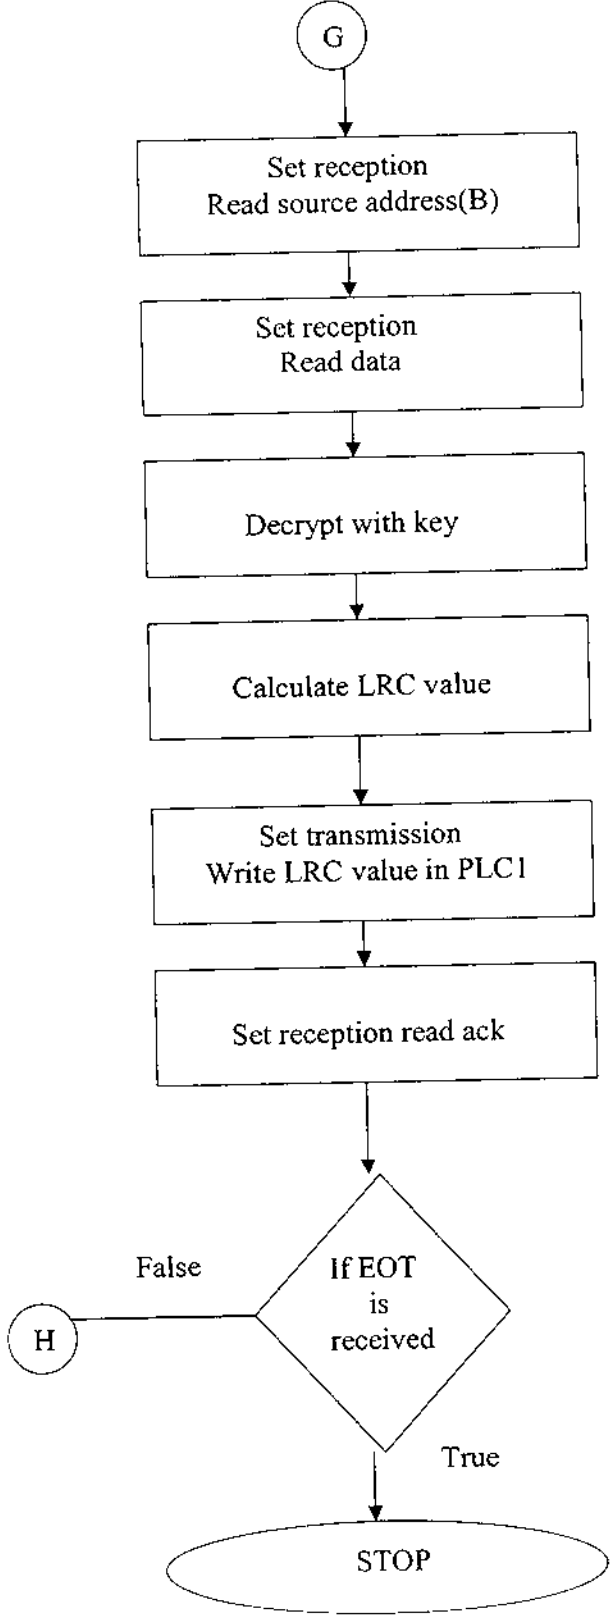 G
Set reception
Read source address(B)
Set reception
Read data
Decrypt with key
Calculate LRC value
Set transmission
Write LRC value in PLC1
Set reception read ack
False
If EOT
is
received
H
True
STOP